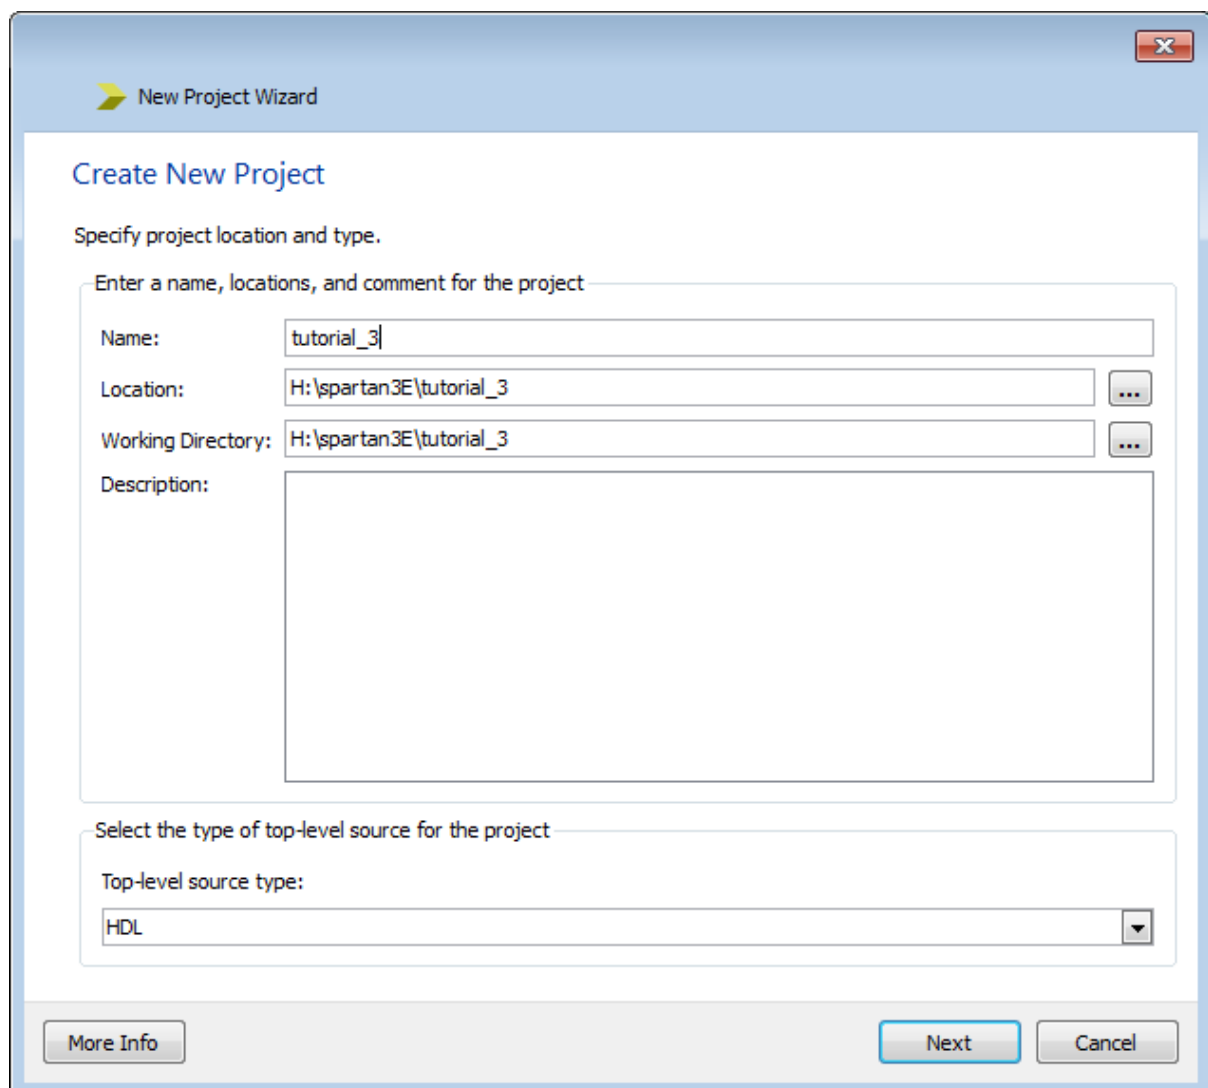 New Project Wizard
Create New Project
Specify project location and type.
Enter a name, locations, and comment for the project
Name: tutorial_3
Location: H:\spartan3E\tutorial_3 ...
Working Directory: H:\spartan3E\tutorial_3 ...
Description:
Select the type of top-level source for the project
Top-level source type:
HDL
More Info Next Cancel